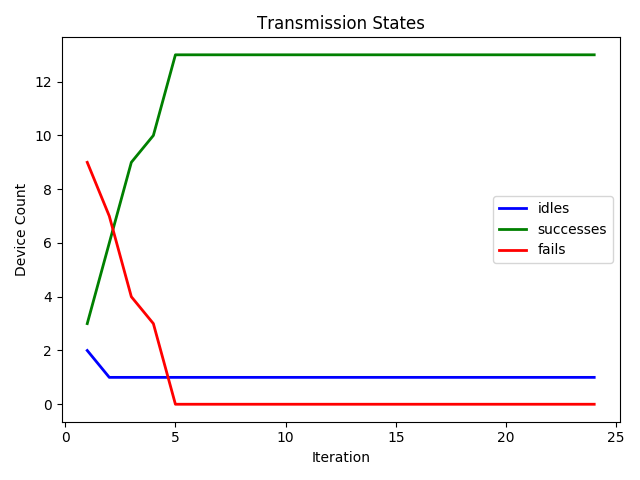 Transmission States
Device Count
12
10
8
6
4
2
0
idles
successes
fails
0 5 10 15 20 25
Iteration